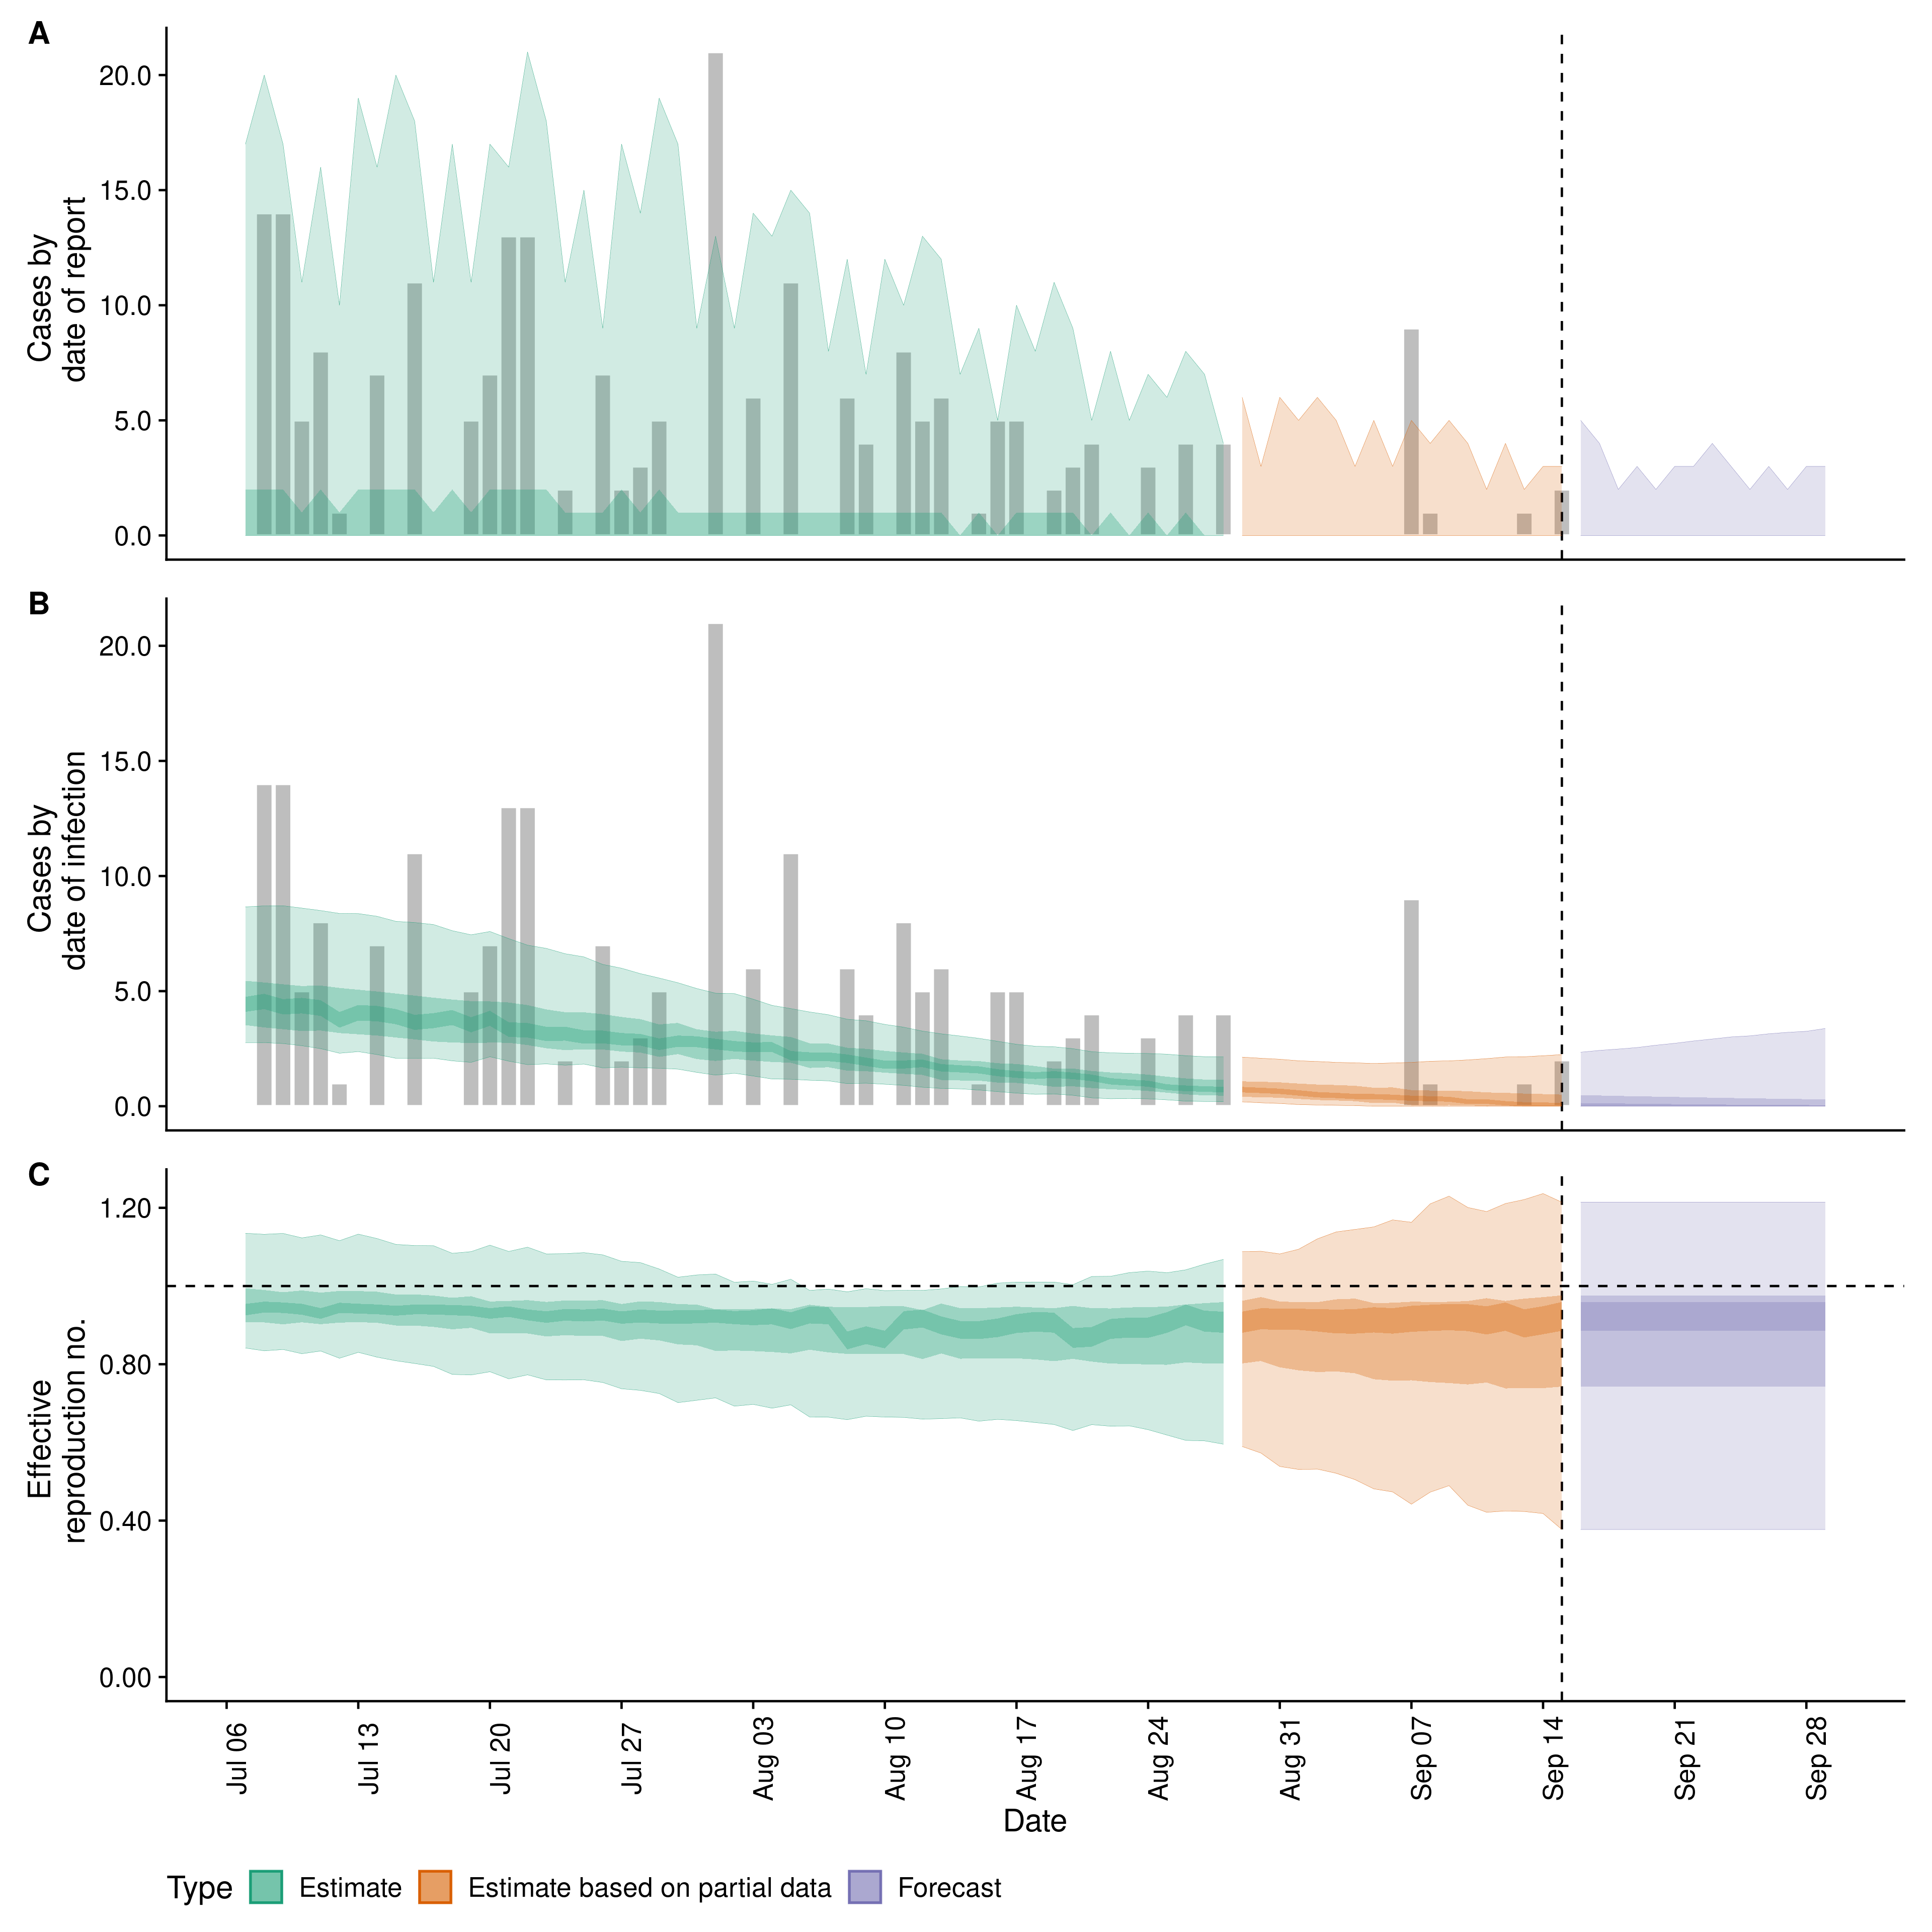 A
Cases by
date of report
20.0
15.0
10.0
5.0
0.0
B
Cases by
date of infection
20.0
15.0
10.0
5.0
0.0
C
Effective
reproduction no.
1.20
0.80
0.40
0.00
Jul 06
Jul 13
Jul 20
Jul 27
Aug 03
Aug 10
Aug 17
Aug 24
Aug 31
Sep 07
Sep 14
Sep 21
Sep 28
Date
Type Estimate Estimate based on partial data Forecast